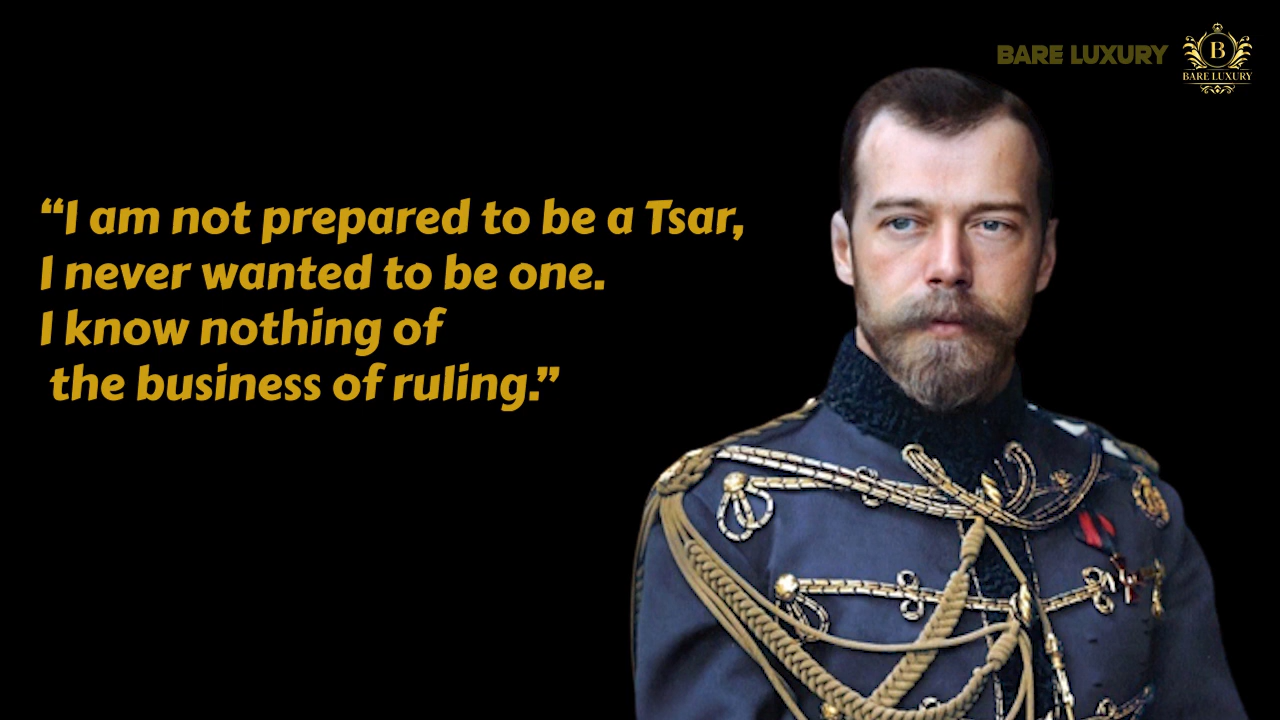 BARE LUXURY
B
BARE LUXURY
“I am not prepared to be a Tsar,
I never wanted to be one.
I know nothing of
the business of ruling.”